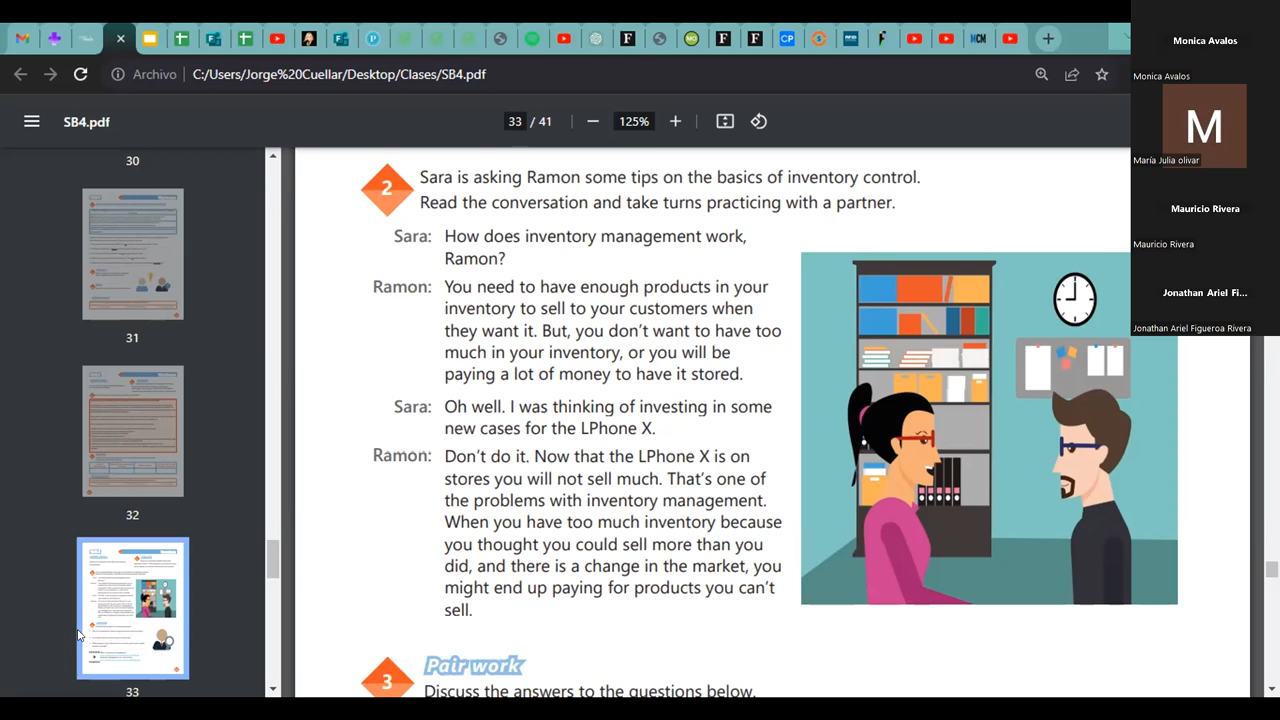 Archivo
C:/Users/Jorge%20Cuellar/Desktop/Clases/SB4.pdf
SB4.pdf
33 / 41
125%
30
31
32
33
2
Sara is asking Ramon some tips on the basics of inventory control.
Read the conversation and take turns practicing with a partner.
Sara: How does inventory management work,
Ramon?
Ramon: You need to have enough products in your
inventory to sell to your customers when
they want it. But, you don't want to have too
much in your inventory, or you will be
paying a lot of money to have it stored.
Sara: Oh well. I was thinking of investing in some
new cases for the LPhone X.
Ramon: Don't do it. Now that the LPhone X is on
stores you will not sell much. That's one of
the problems with inventory management.
When you have too much inventory because
you thought you could sell more than you
did, and there is a change in the market, you
might end up paying for products you can't
sell.
3
Pair work
Discuss the answers to the questions below.
Monica Avalos
Monica Avalos
M
María Julia olivar
Mauricio Rivera
Mauricio Rivera
Jonathan Ariel Fi...
Jonathan Ariel Figueroa Rivera